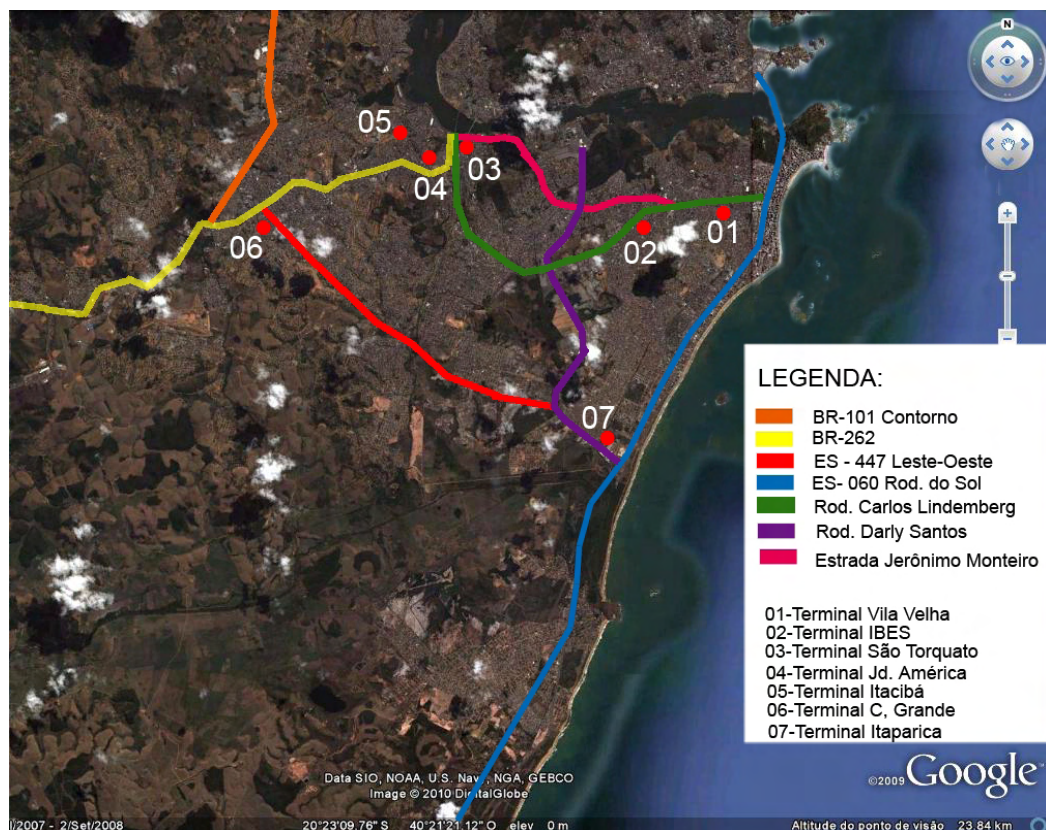 N
05
04
03
06
02
01
07
LEGENDA:
BR-101 Contorno
BR-262
ES - 447 Leste-Oeste
ES- 060 Rod. do Sol
Rod. Carlos Lindemberg
Rod. Darly Santos
Estrada Jerônimo Monteiro
01-Terminal Vila Velha
02-Terminal IBES
03-Terminal São Torquato
04-Terminal Jd. América
05-Terminal Itacibá
06-Terminal C, Grande
07-Terminal Itaparica
Data SIO, NOAA, U.S. Navy, NGA, GEBCO
Image © 2010 DigitalGlobe
©2009 Google™
/2007 - 2/Set/2008 20°23'09.76" S 40°21'21.12" O elev 0 m Altitude do ponto de visão 23.84 km